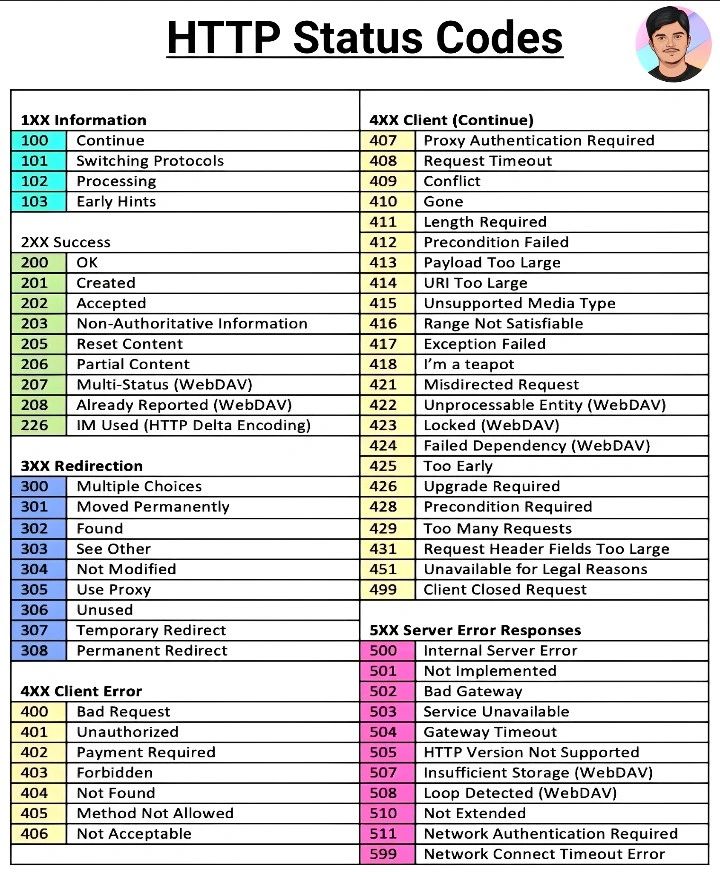 HTTP Status Codes
1XX Information
100 Continue
101 Switching Protocols
102 Processing
103 Early Hints
2XX Success
200 OK
201 Created
202 Accepted
203 Non-Authoritative Information
205 Reset Content
206 Partial Content
207 Multi-Status (WebDAV)
208 Already Reported (WebDAV)
226 IM Used (HTTP Delta Encoding)
3XX Redirection
300 Multiple Choices
301 Moved Permanently
302 Found
303 See Other
304 Not Modified
305 Use Proxy
306 Unused
307 Temporary Redirect
308 Permanent Redirect
4XX Client Error
400 Bad Request
401 Unauthorized
402 Payment Required
403 Forbidden
404 Not Found
405 Method Not Allowed
406 Not Acceptable
4XX Client (Continue)
407 Proxy Authentication Required
408 Request Timeout
409 Conflict
410 Gone
411 Length Required
412 Precondition Failed
413 Payload Too Large
414 URI Too Large
415 Unsupported Media Type
416 Range Not Satisfiable
417 Exception Failed
418 I'm a teapot
421 Misdirected Request
422 Unprocessable Entity (WebDAV)
423 Locked (WebDAV)
424 Failed Dependency (WebDAV)
425 Too Early
426 Upgrade Required
428 Precondition Required
429 Too Many Requests
431 Request Header Fields Too Large
451 Unavailable for Legal Reasons
499 Client Closed Request
5XX Server Error Responses
500 Internal Server Error
501 Not Implemented
502 Bad Gateway
503 Service Unavailable
504 Gateway Timeout
505 HTTP Version Not Supported
507 Insufficient Storage (WebDAV)
508 Loop Detected (WebDAV)
510 Not Extended
511 Network Authentication Required
599 Network Connect Timeout Error